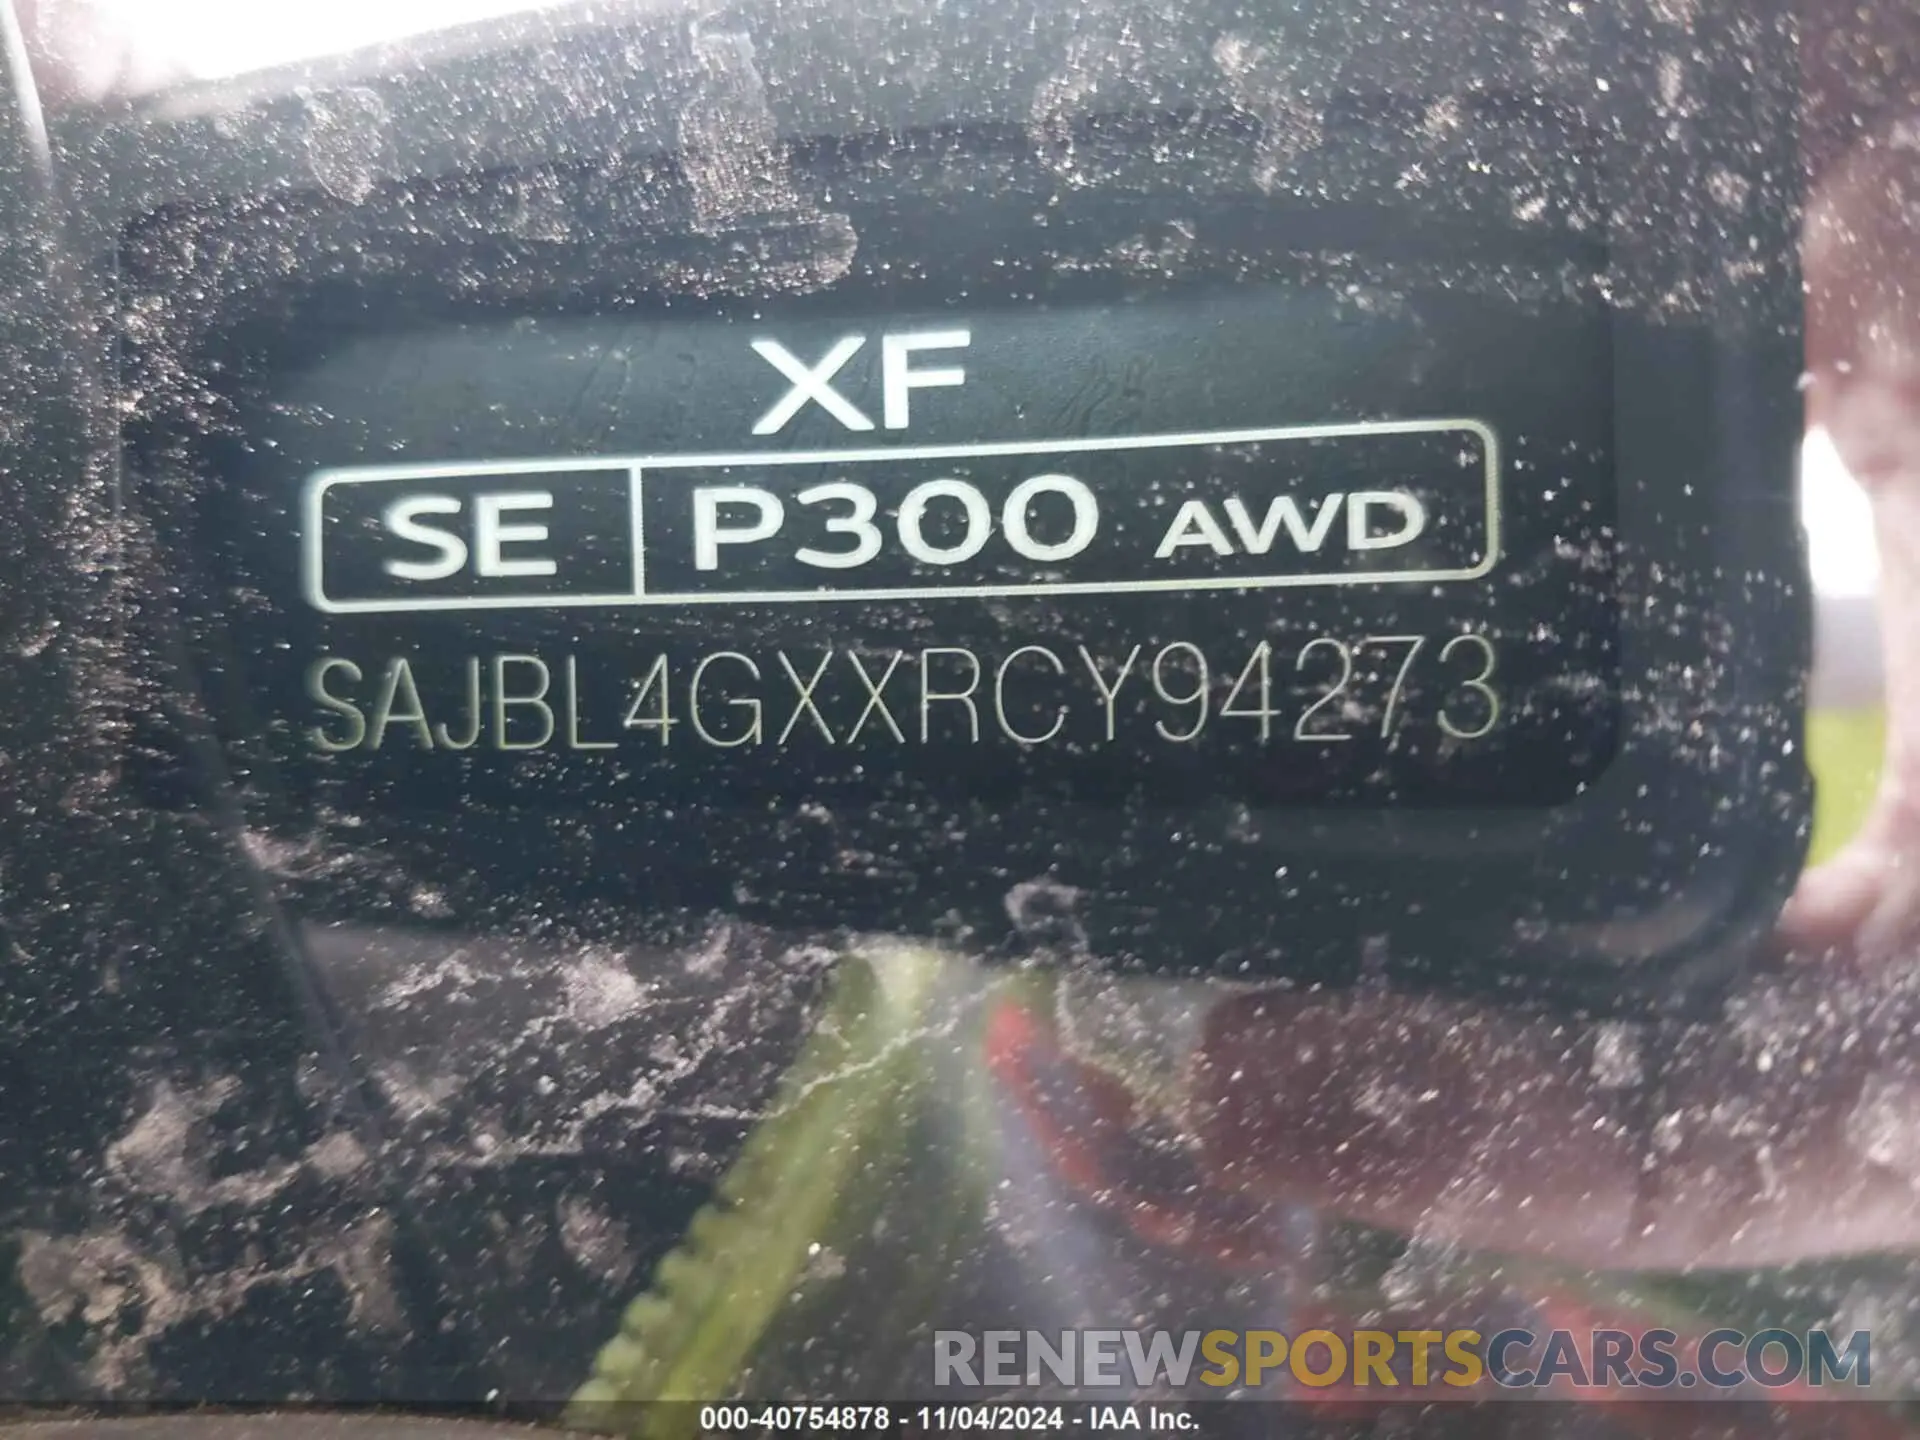 XF
SE P300 AWD
SAJBL4GXXRCY94273
RENEWSPORTSCARS.COM
000-40754878 - 11/04/2024 - IAA Inc.